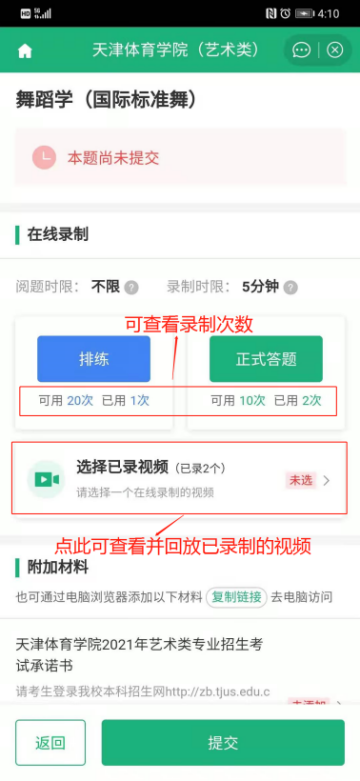 HD 5G 4:10
天津体育学院（艺术类）
舞蹈学（国际标准舞）
本题尚未提交
在线录制
阅题时限： 不限 ? 录制时限： 5分钟 ?
可查看录制次数
排练 正式答题
可用 20次 已用 1次 可用 10次 已用 2次
选择已录视频（已录2个） 未选
请选择一个在线录制的视频
点此可查看并回放已录制的视频
附加材料
也可通过电脑浏览器添加以下材料 复制链接 去电脑访问
天津体育学院2021年艺术类专业招生考
试承诺书
请考生登录我校本科招生网http://zb.tjus.edu.c
未添加
返回 提交